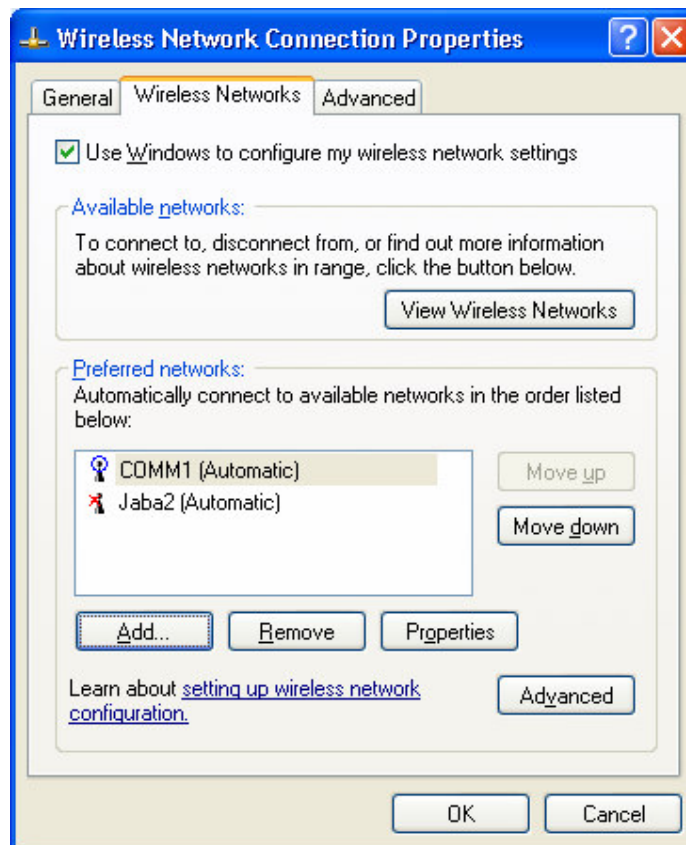 Wireless Network Connection Properties
General
Wireless Networks
Advanced
Use Windows to configure my wireless network settings
Available networks:
To connect to, disconnect from, or find out more information
about wireless networks in range, click the button below.
View Wireless Networks
Preferred networks:
Automatically connect to available networks in the order listed
below:
COMM1 (Automatic)
Jaba2 (Automatic)
Move up
Move down
Add...
Remove
Properties
Learn about setting up wireless network
configuration.
Advanced
OK
Cancel